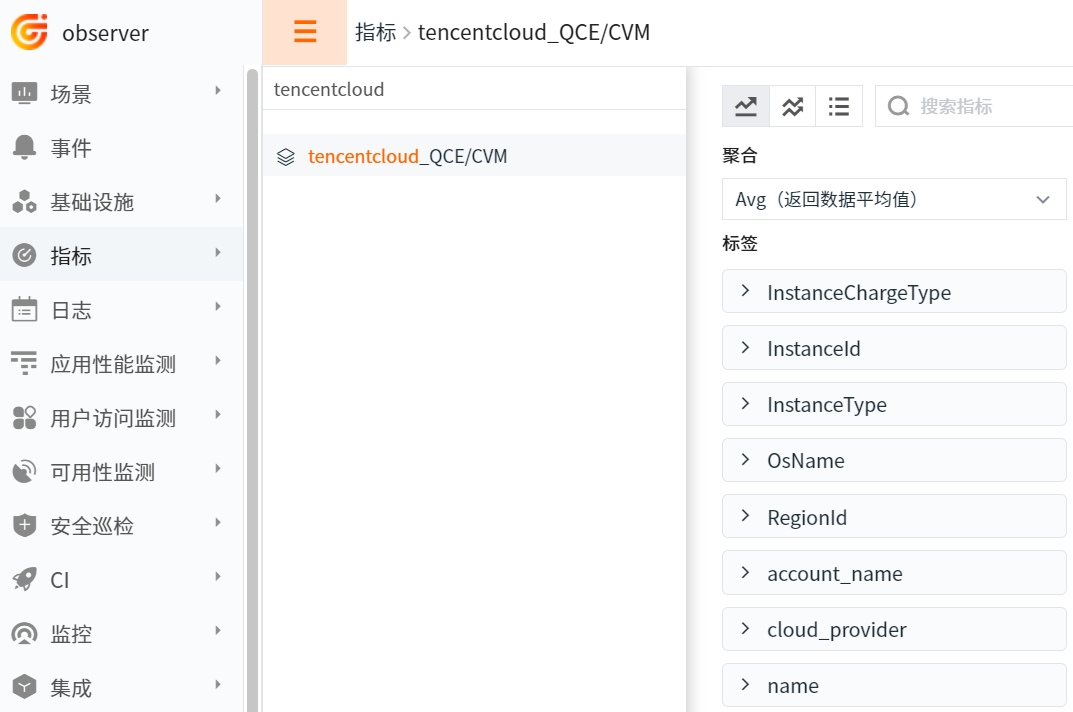 observer
场景
事件
基础设施
指标
日志
应用性能监测
用户访问监测
可用性监测
安全巡检
CI
监控
集成
指标 > tencentcloud_QCE/CVM
tencentcloud
tencentcloud_QCE/CVM
搜索指标
聚合
Avg（返回数据平均值）
标签
InstanceChargeType
InstanceId
InstanceType
OsName
RegionId
account_name
cloud_provider
name